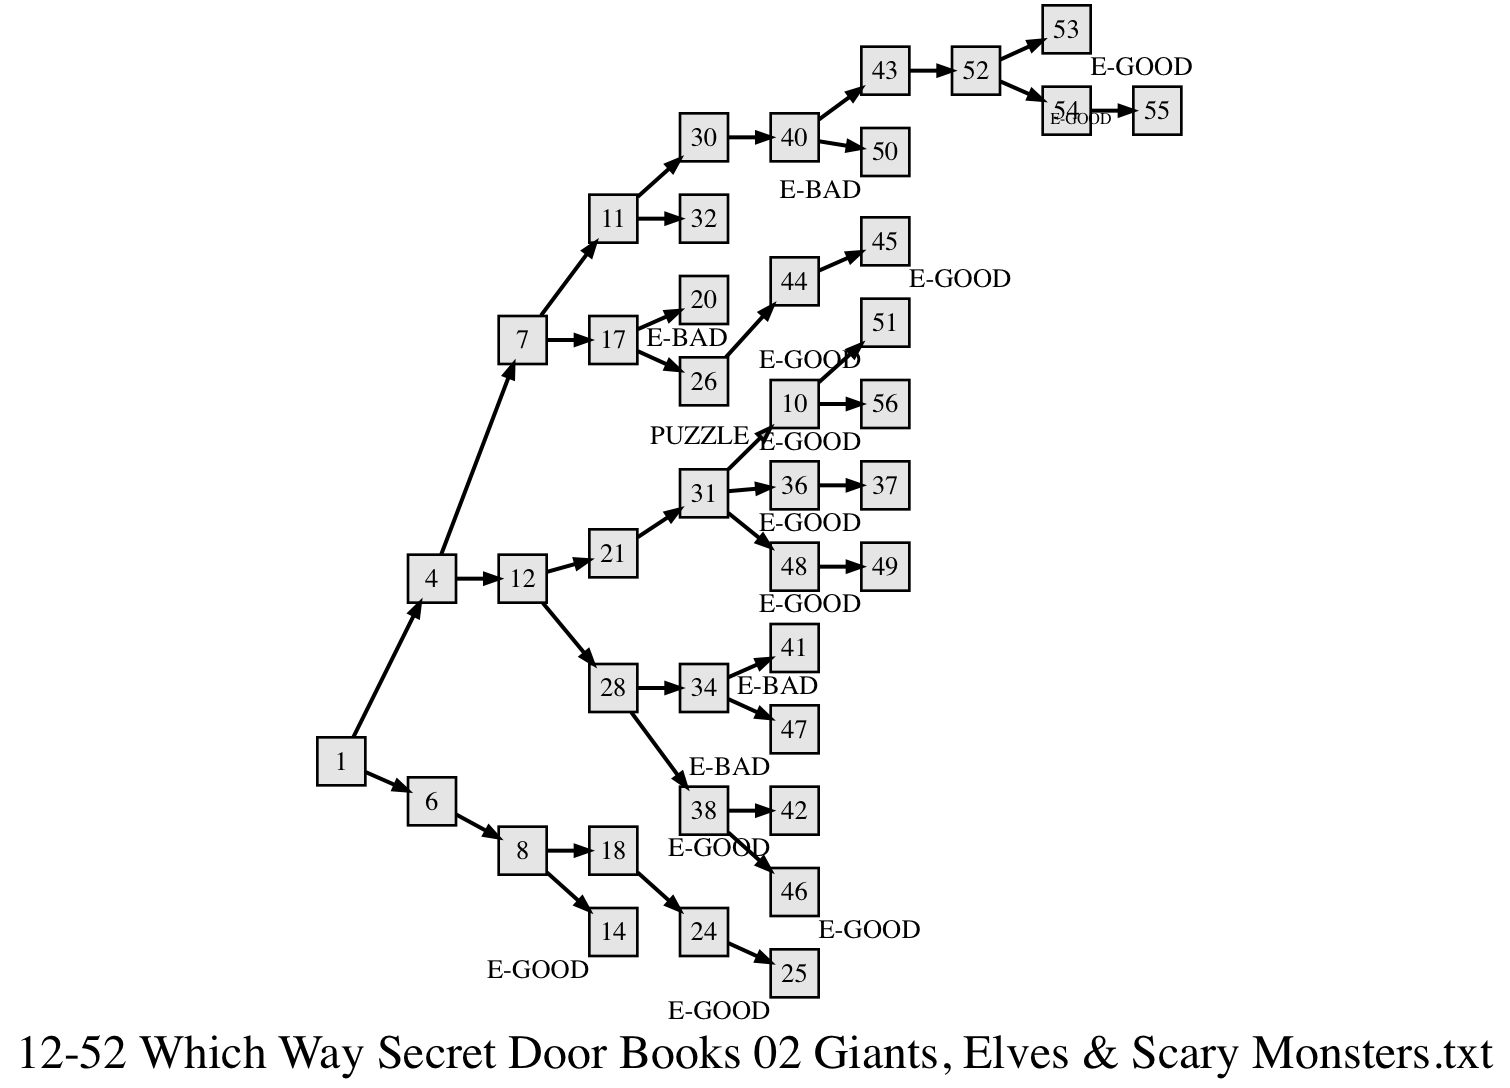 53
43 52 E-GOOD
54 55
E-GOOD
30 40 50
E-BAD
11 32
45
44 E-GOOD
20
51
7 17 E-BAD
E-GOOD
26
10 56
PUZZLE E-GOOD
31 36 37
E-GOOD
21
48 49
4 12
E-GOOD
41
28 34 E-BAD
47
1 E-BAD
6
38 42
8 18 E-GOOD
46
14 24 E-GOOD
E-GOOD 25
E-GOOD
12-52 Which Way Secret Door Books 02 Giants, Elves & Scary Monsters.txt